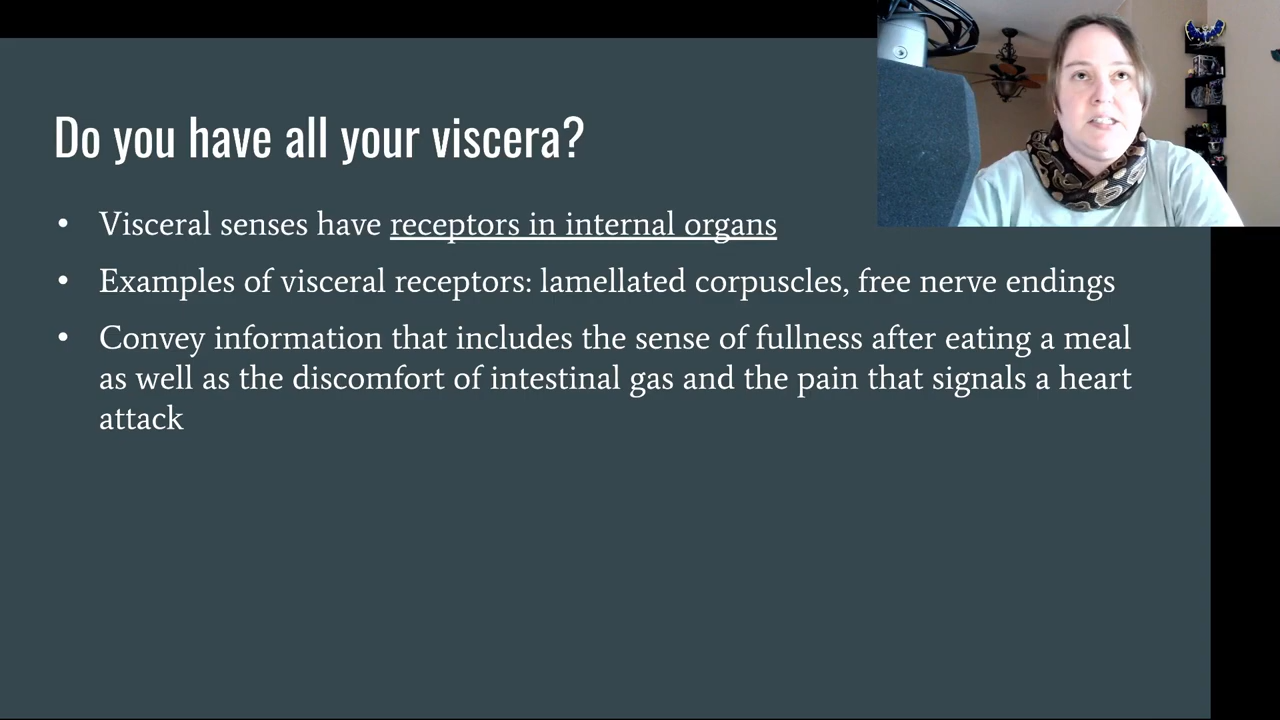 Do you have all your viscera?
• Visceral senses have receptors in internal organs
• Examples of visceral receptors: lamellated corpuscles, free nerve endings
• Convey information that includes the sense of fullness after eating a meal
as well as the discomfort of intestinal gas and the pain that signals a heart
attack